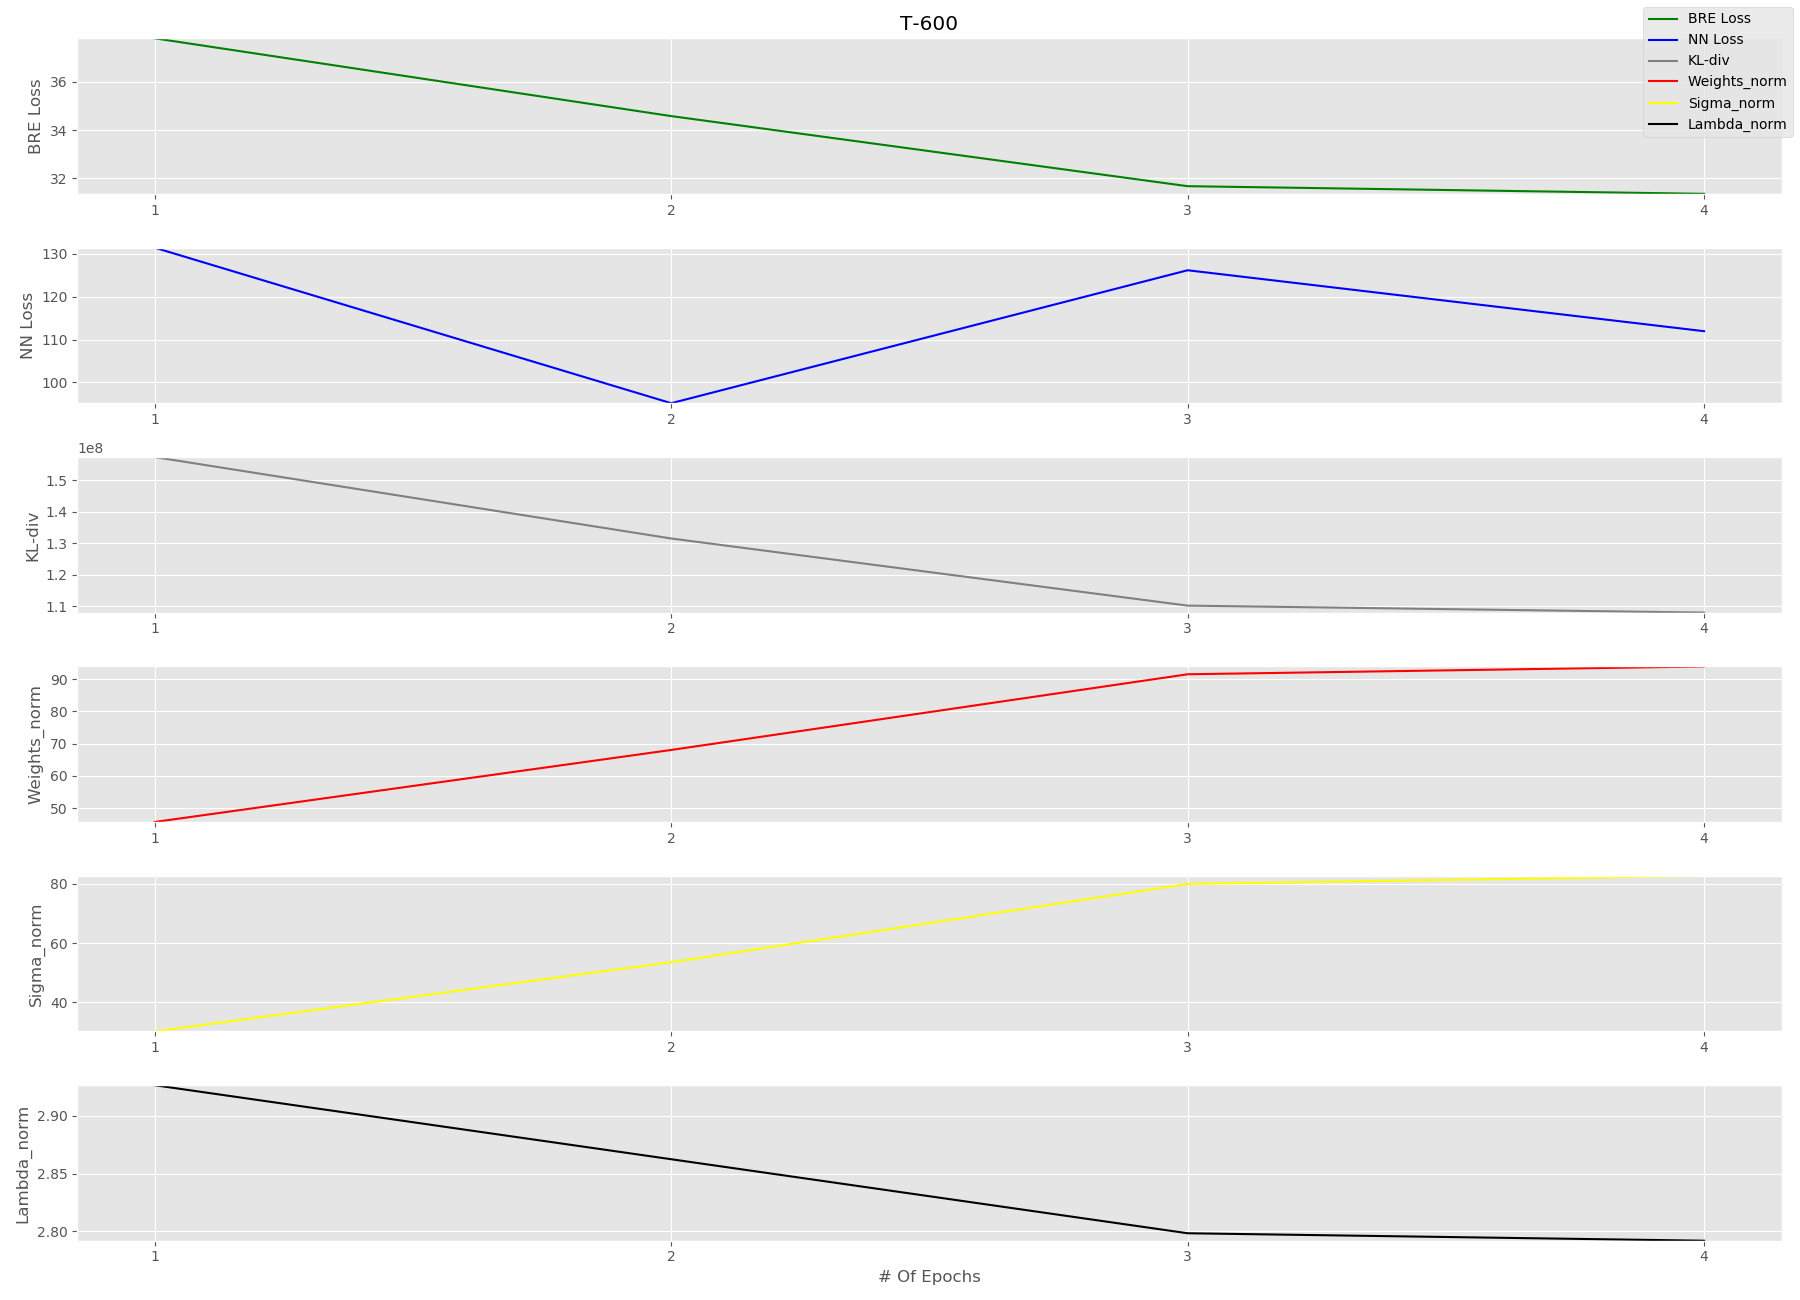 T-600
BRE Loss
NN Loss
KL-div
Weights_norm
Sigma_norm
Lambda_norm
BRE Loss
36
34
32
1 2 3 4
NN Loss
130
120
110
100
1 2 3 4
1e8
KL-div
1.5
1.4
1.3
1.2
1.1
1 2 3 4
Weights_norm
90
80
70
60
50
1 2 3 4
Sigma_norm
80
60
40
1 2 3 4
Lambda_norm
2.90
2.85
2.80
1 2 3 4
# Of Epochs